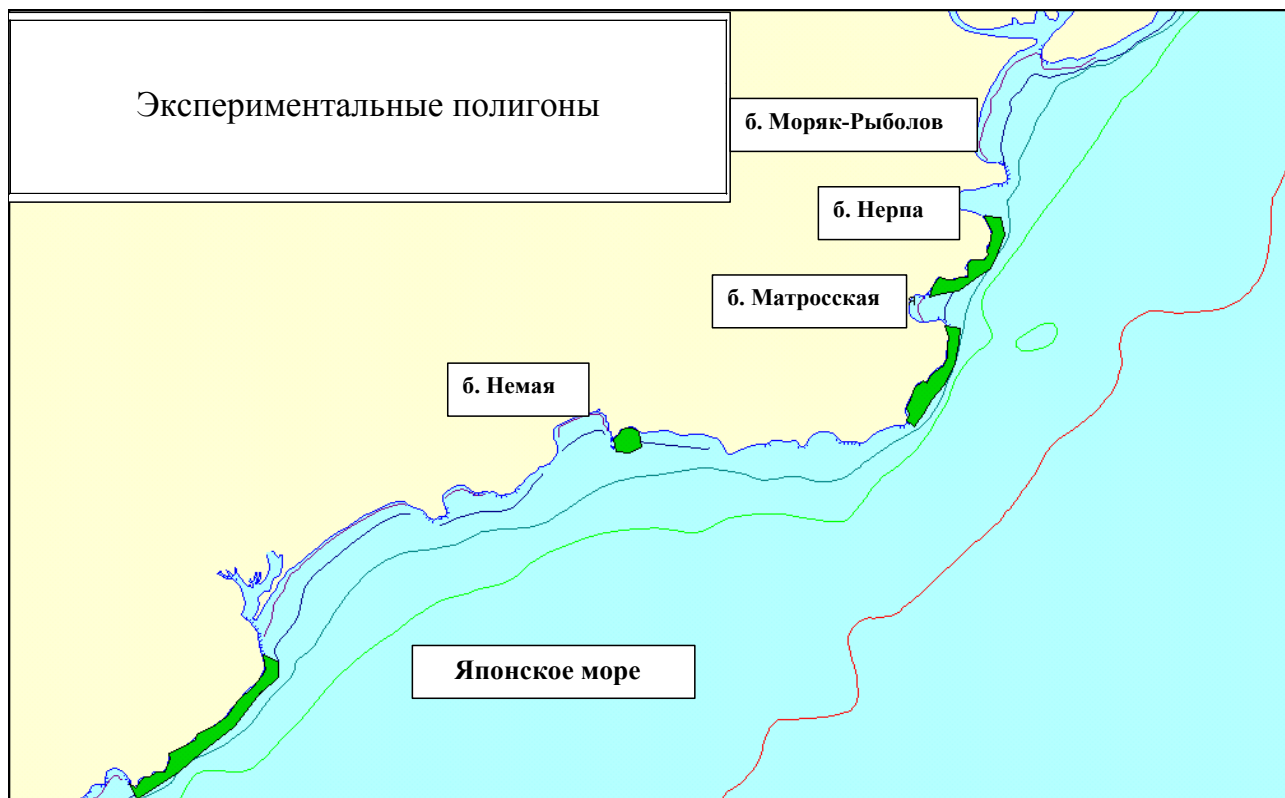 Экспериментальные полигоны
б. Моряк-Рыболов
б. Нерпа
б. Матросская
б. Немая
Японское море